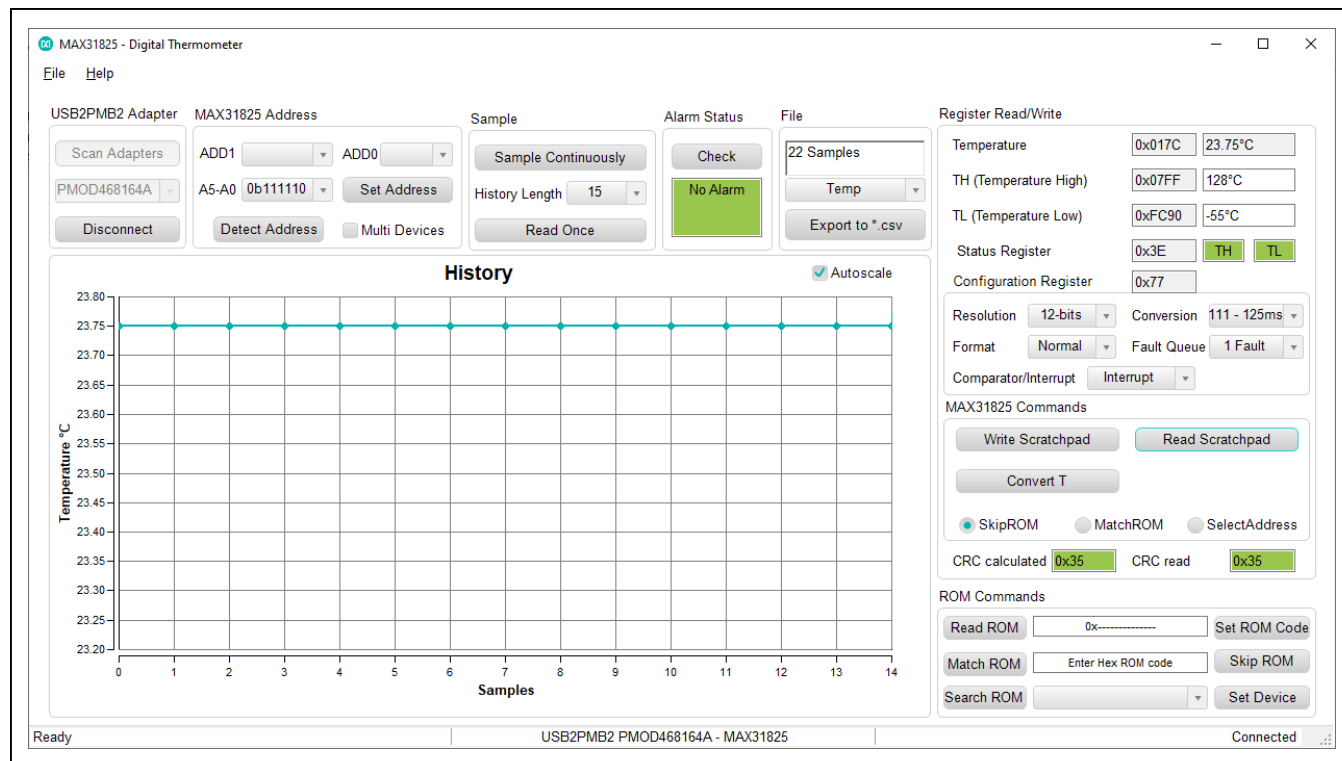 MAX31825 - Digital Thermometer
File Help
USB2PMB2 Adapter
Scan Adapters
PMOD468164A
Disconnect
MAX31825 Address
ADD1 ADD0
A5-A0 0b111110 Set Address
Detect Address Multi Devices
Sample
Sample Continuously
History Length 15
Read Once
Alarm Status
Check
No Alarm
File
22 Samples
Temp
Export to *.csv
History
Autoscale
Temperature °C
23.80
23.75
23.70
23.65
23.60
23.55
23.50
23.45
23.40
23.35
23.30
23.25
23.20
0 1 2 3 4 5 6 7 8 9 10 11 12 13 14
Samples
Register Read/Write
Temperature 0x017C 23.75°C
TH (Temperature High) 0x07FF 128°C
TL (Temperature Low) 0xFC90 -55°C
Status Register 0x3E TH TL
Configuration Register 0x77
Resolution 12-bits Conversion 111 - 125ms
Format Normal Fault Queue 1 Fault
Comparator/Interrupt Interrupt
MAX31825 Commands
Write Scratchpad Read Scratchpad
Convert T
SkipROM MatchROM SelectAddress
CRC calculated 0x35 CRC read 0x35
ROM Commands
Read ROM 0x-------------- Set ROM Code
Match ROM Enter Hex ROM code Skip ROM
Search ROM Set Device
Ready USB2PMB2 PMOD468164A - MAX31825 Connected